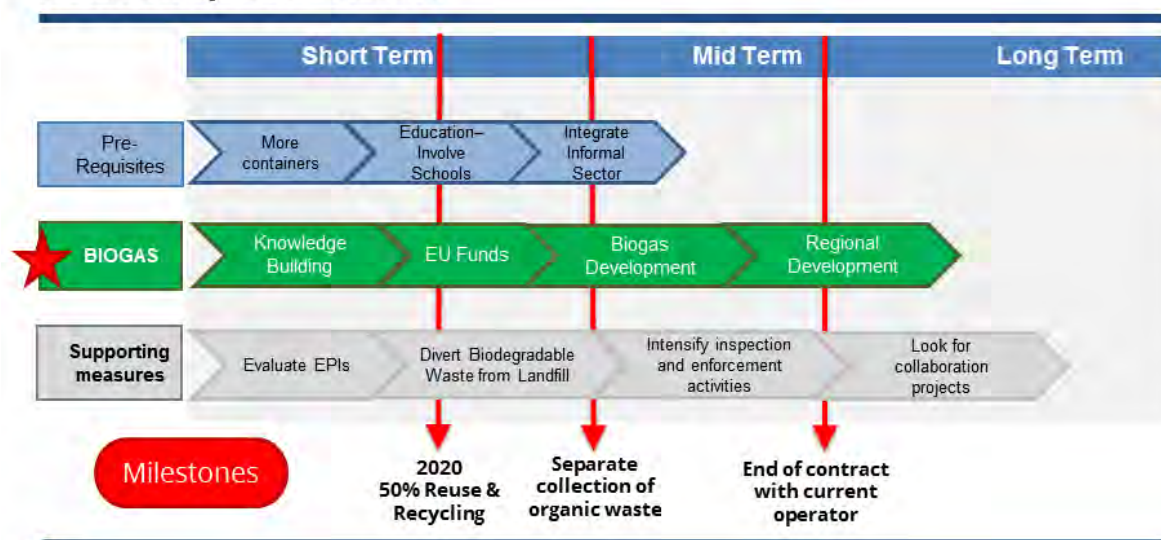 Short Term
Mid Term
Long Term
Pre-
Requisites
More
containers
Education–
Involve
Schools
Integrate
Informal
Sector
BIOGAS
Knowledge
Building
EU Funds
Biogas
Development
Regional
Development
Supporting
measures
Evaluate EPIs
Divert Biodegradable
Waste from Landfill
Intensify inspection
and enforcement
activities
Look for
collaboration
projects
Milestones
2020
50% Reuse &
Recycling
Separate
collection of
organic waste
End of contract
with current
operator